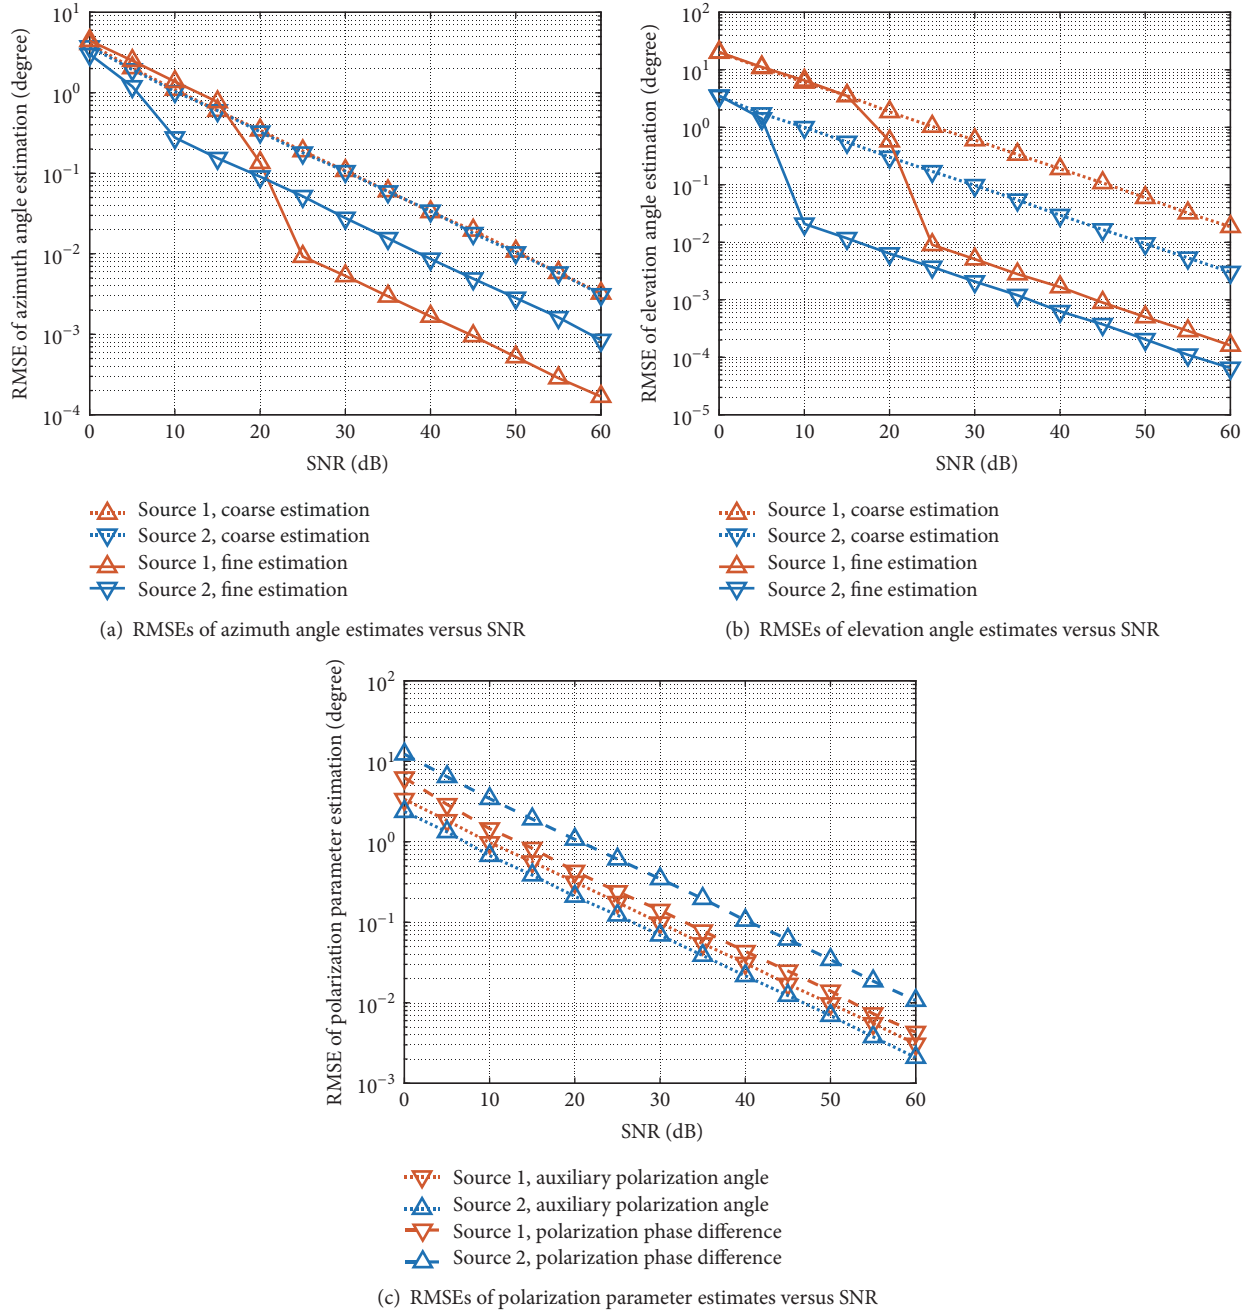 RMSE of azimuth angle estimation (degree)
10^1
10^0
10^−1
10^−2
10^−3
10^−4
0 10 20 30 40 50 60
SNR (dB)
Source 1, coarse estimation
Source 2, coarse estimation
Source 1, fine estimation
Source 2, fine estimation
(a) RMSEs of azimuth angle estimates versus SNR
RMSE of elevation angle estimation (degree)
10^2
10^1
10^0
10^−1
10^−2
10^−3
10^−4
10^−5
0 10 20 30 40 50 60
SNR (dB)
Source 1, coarse estimation
Source 2, coarse estimation
Source 1, fine estimation
Source 2, fine estimation
(b) RMSEs of elevation angle estimates versus SNR
RMSE of polarization parameter estimation (degree)
10^2
10^1
10^0
10^−1
10^−2
10^−3
0 10 20 30 40 50 60
SNR (dB)
Source 1, auxiliary polarization angle
Source 2, auxiliary polarization angle
Source 1, polarization phase difference
Source 2, polarization phase difference
(c) RMSEs of polarization parameter estimates versus SNR